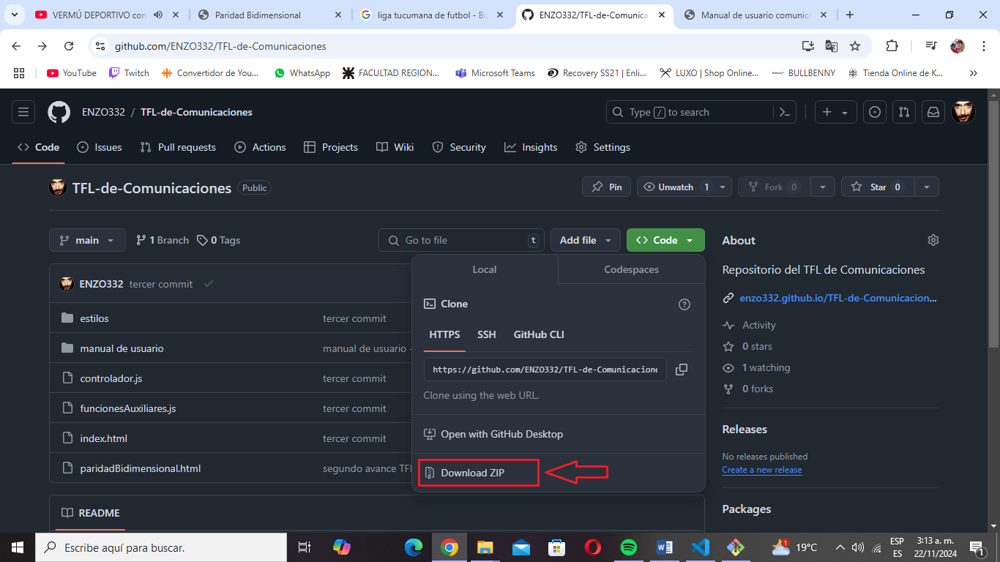 VERMÚ DEPORTIVO con
Paridad Bidimensional
liga tucumana de futbol - Bu
ENZO332/TFL-de-Comunica
Manual de usuario comunic
github.com/ENZO332/TFL-de-Comunicaciones
YouTube
Twitch
Convertidor de You...
WhatsApp
FACULTAD REGION...
Microsoft Teams
Recovery SS21 | Enli...
LUXO | Shop Online...
BULLBENNY
Tienda Online de K...
ENZO332 / TFL-de-Comunicaciones
Type / to search
Code
Issues
Pull requests
Actions
Projects
Wiki
Security
Insights
Settings
TFL-de-Comunicaciones Public
Pin
Unwatch 1
Fork 0
Star 0
main
1 Branch
0 Tags
Go to file t
Add file
Code
About
Local
Codespaces
Repositorio del TFL de Comunicaciones
ENZO332 tercer commit
enzo332.github.io/TFL-de-Comunicacion...
Clone
estilos tercer commit
Activity
HTTPS SSH GitHub CLI
0 stars
manual de usuario manual de usuario -
https://github.com/ENZO332/TFL-de-Comunicacione
1 watching
controlador.js tercer commit
0 forks
Clone using the web URL.
funcionesAuxiliares.js tercer commit
Releases
Open with GitHub Desktop
index.html tercer commit
No releases published
Create a new release
paridadBidimensional.html segundo avance TFL
Download ZIP
Packages
README
Escribe aquí para buscar.
19°C
ESP
ES
3:13 a. m.
22/11/2024
1